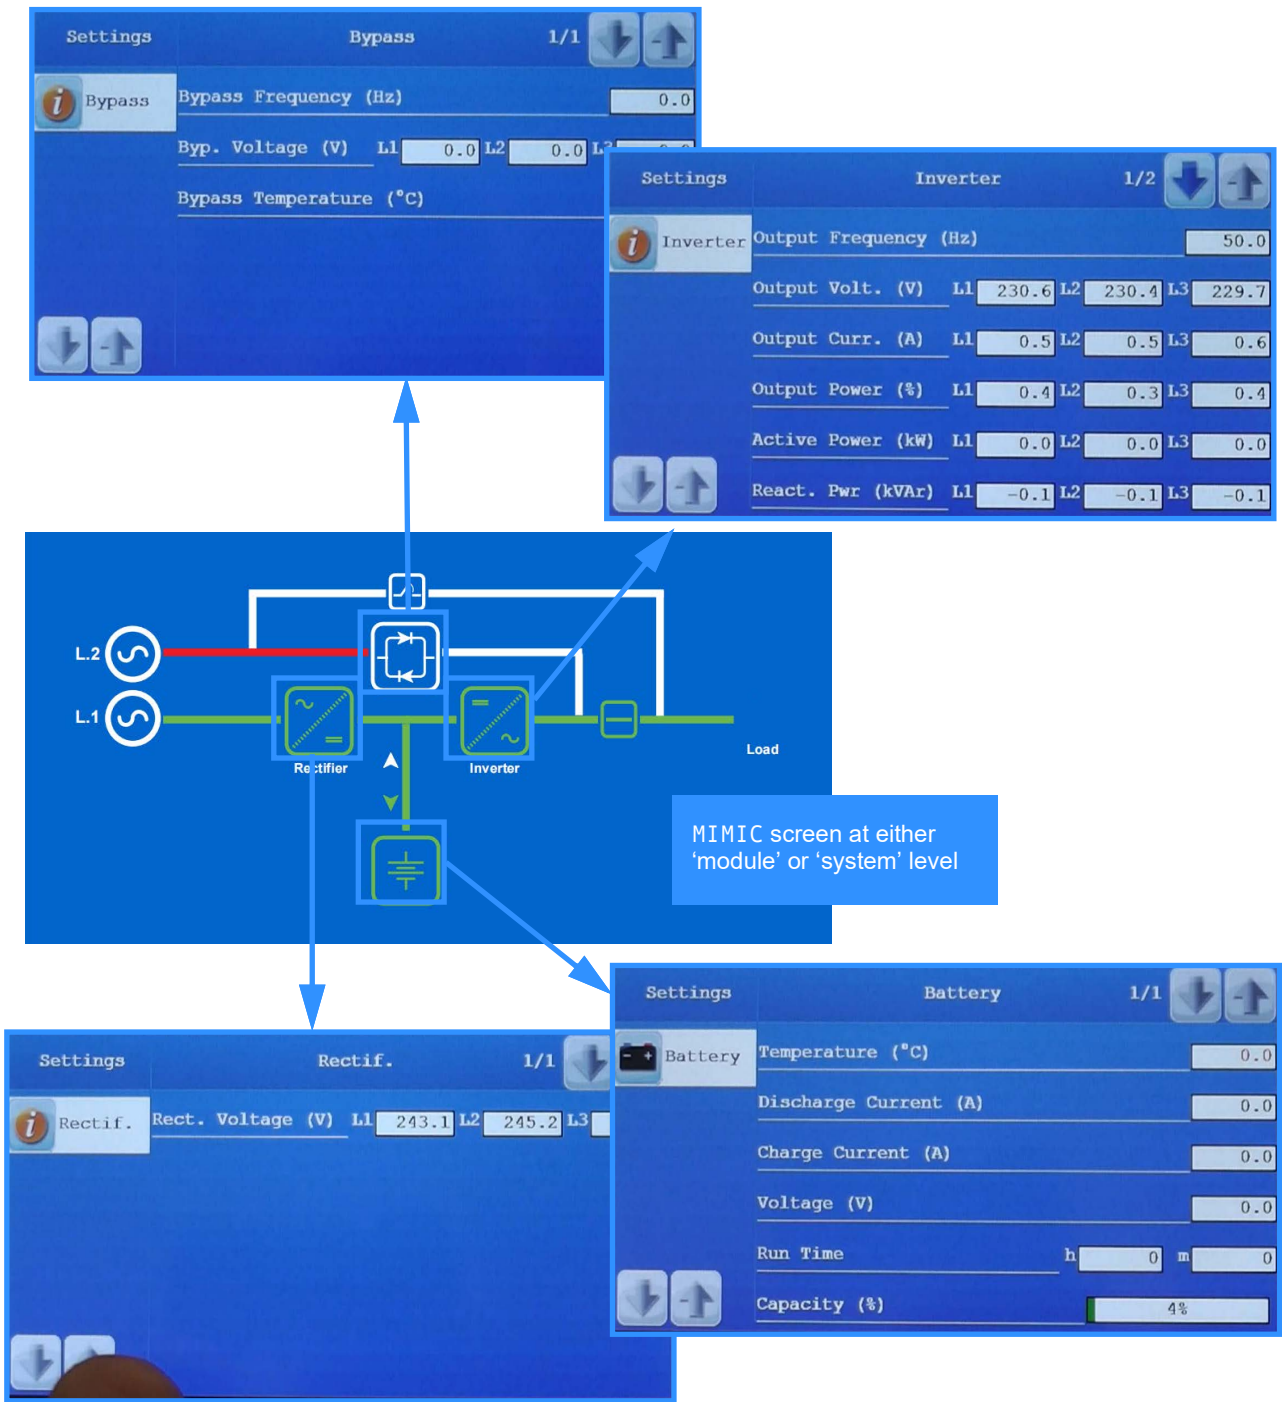 Settings Bypass 1/1
Bypass
Bypass Frequency (Hz) 0.0
Byp. Voltage (V) L1 0.0 L2 0.0
Bypass Temperature (°C)
Settings Inverter 1/2
Inverter
Output Frequency (Hz) 50.0
Output Volt. (V) L1 230.6 L2 230.4 L3 229.7
Output Curr. (A) L1 0.5 L2 0.5 L3 0.6
Output Power (%) L1 0.4 L2 0.3 L3 0.4
Active Power (kW) L1 0.0 L2 0.0 L3 0.0
React. Pwr (kVAr) L1 -0.1 L2 -0.1 L3 -0.1
L.2
L.1
Load
Rectifier
Inverter
MIMIC screen at either
‘module’ or ‘system’ level
Settings Battery 1/1
Battery
Temperature (°C) 0.0
Discharge Current (A) 0.0
Charge Current (A) 0.0
Voltage (V) 0.0
Run Time h 0 m 0
Capacity (%) 4%
Settings Rectif. 1/1
Rectif.
Rect. Voltage (V) L1 243.1 L2 245.2 L3